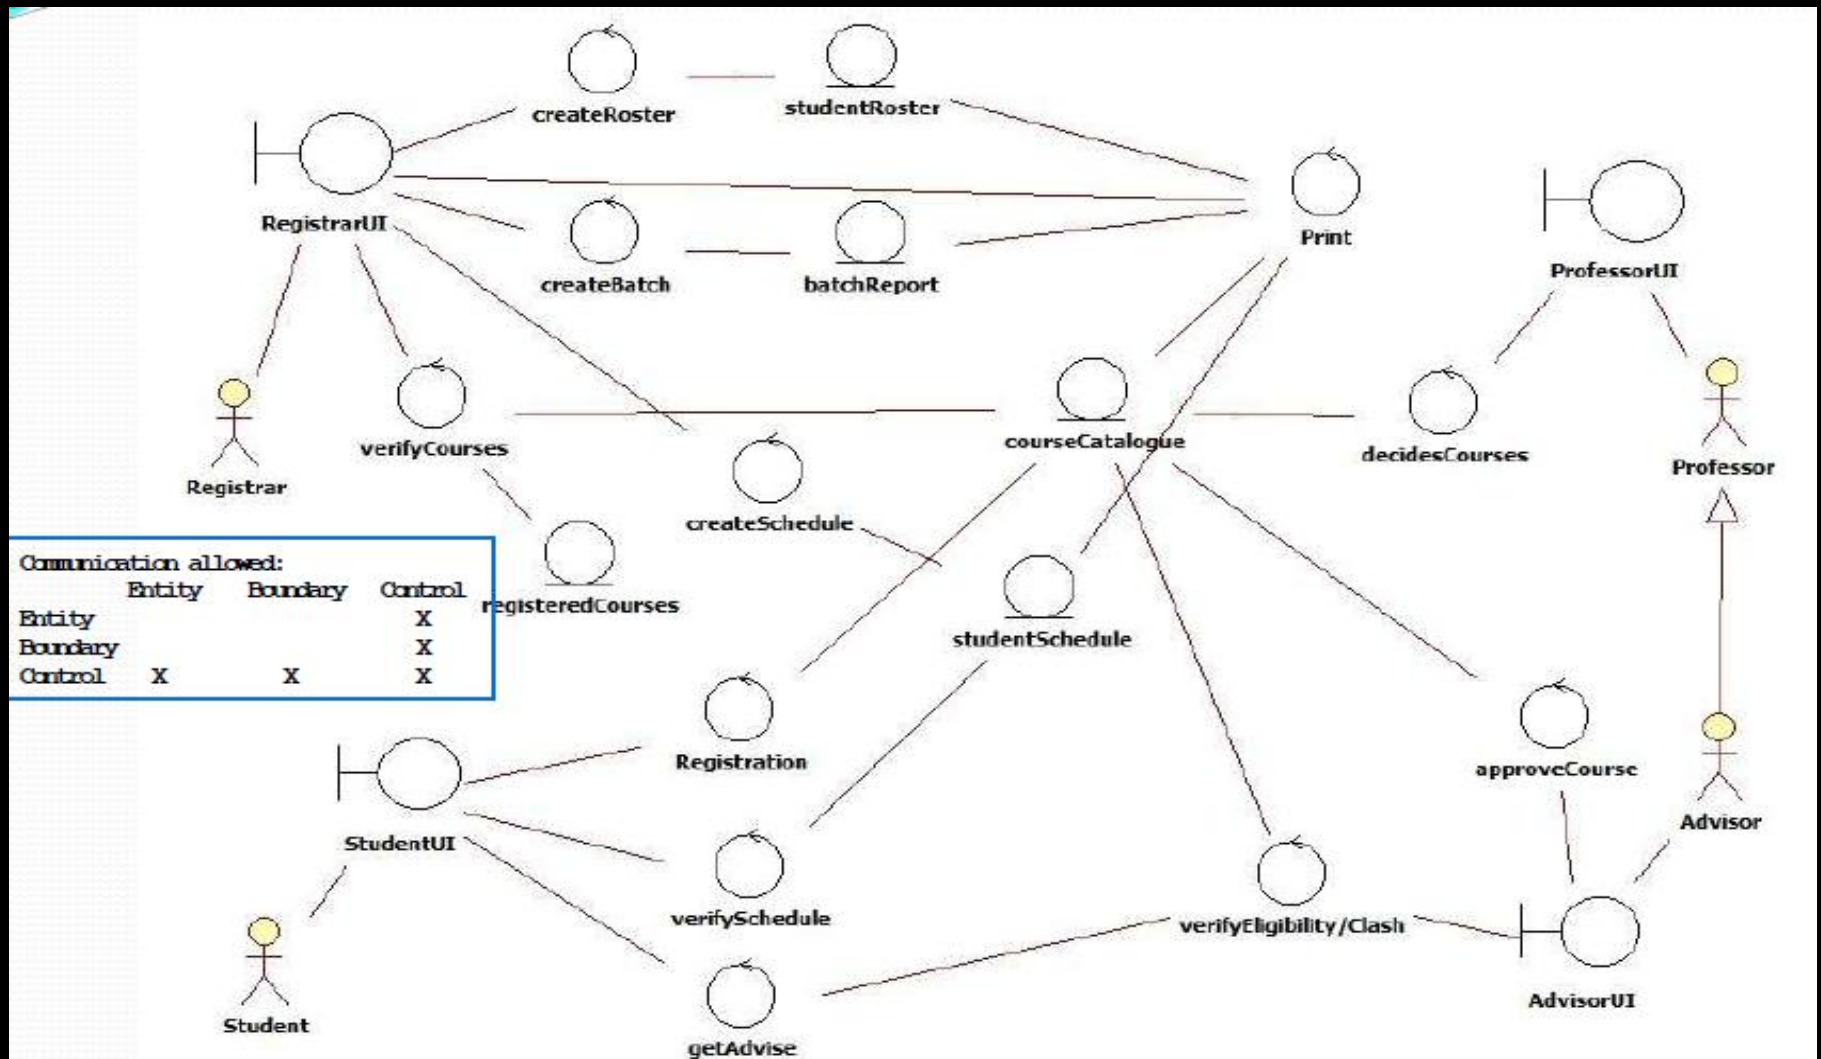 createRoster
studentRoster
RegistrarUI
Print
ProfessorUI
createBatch
batchReport
verifyCourses
courseCatalogue
decidesCourses
Professor
Registrar
createSchedule
Communication allowed:
Entity Boundary Control
Entity X
Boundary X
Control X X X
registeredCourses
studentSchedule
Registration
approveCourse
Advisor
StudentUI
verifySchedule
verifyEligibility/Clash
AdvisorUI
Student
getAdvise